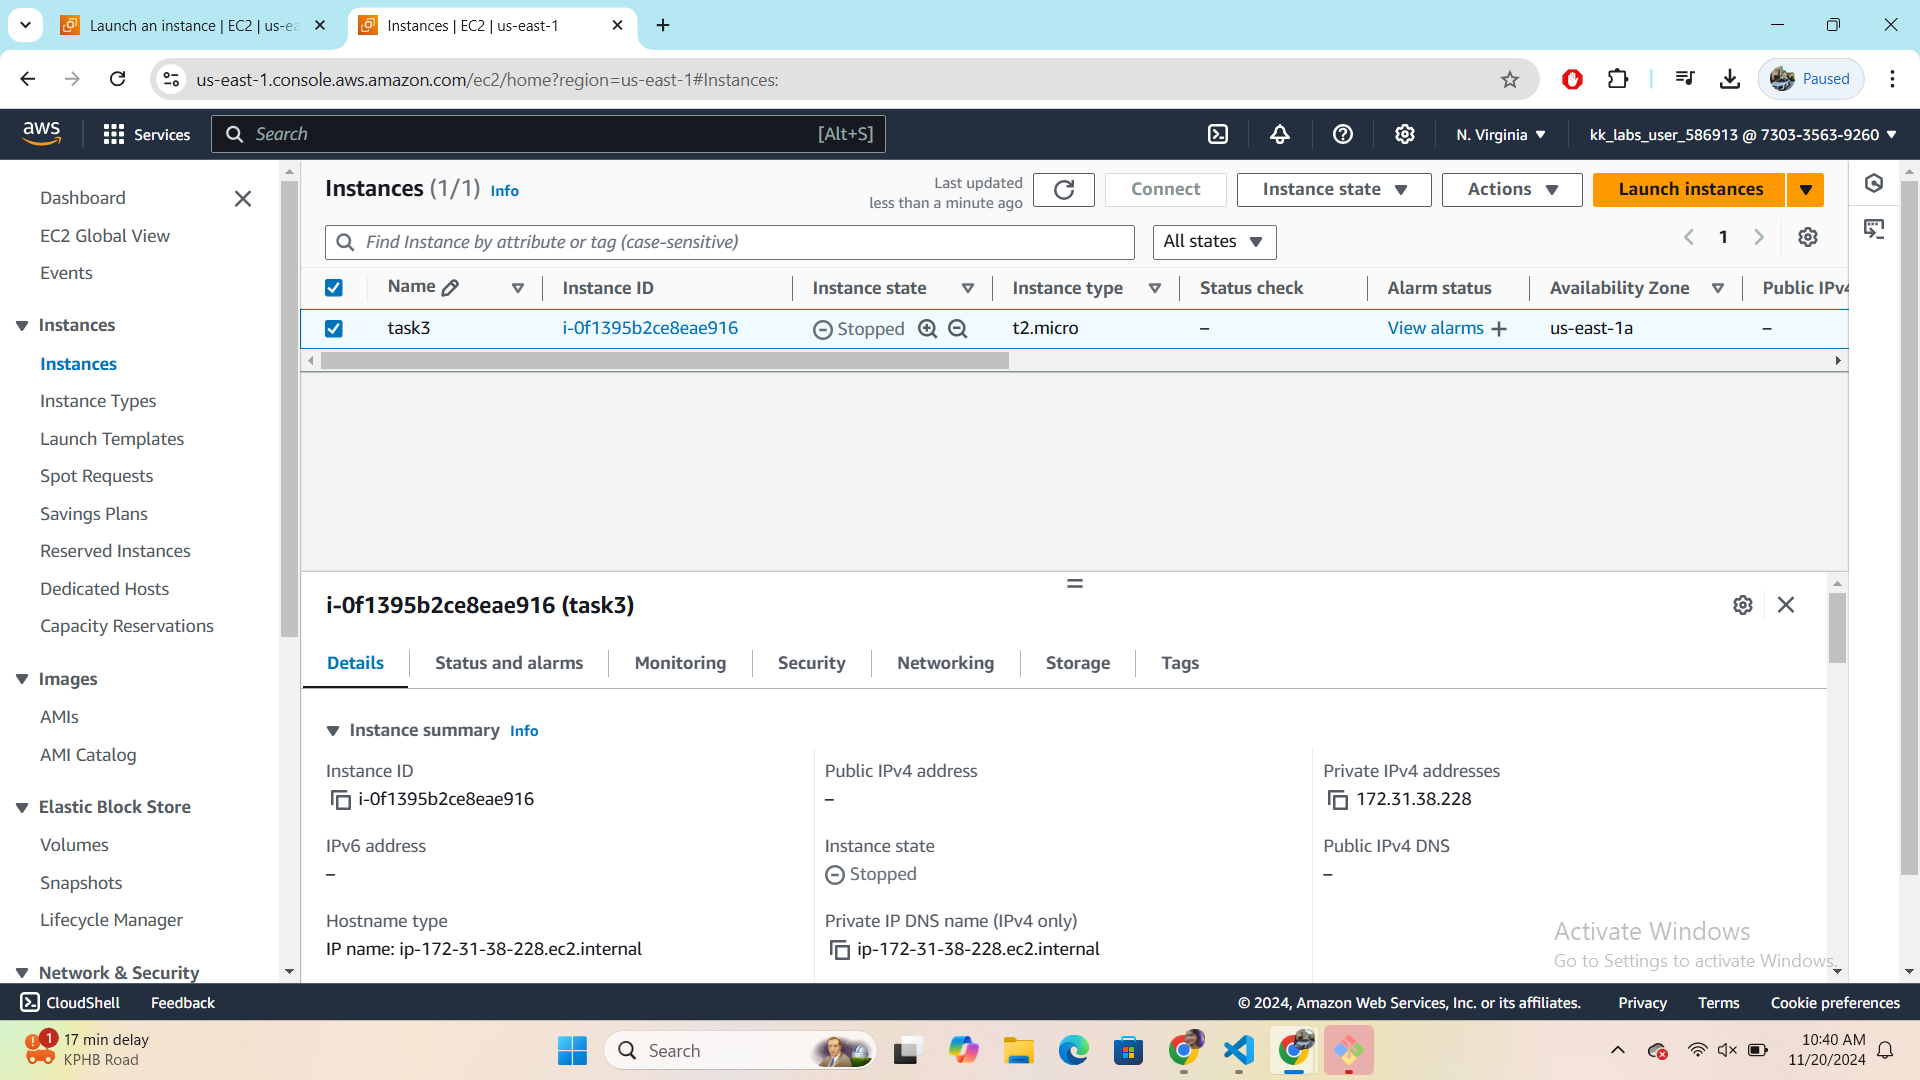 Launch an instance | EC2 | us-ea
Instances | EC2 | us-east-1
us-east-1.console.aws.amazon.com/ec2/home?region=us-east-1#Instances:
Paused
aws
Services
Search
[Alt+S]
N. Virginia
kk_labs_user_586913 @ 7303-3563-9260
Dashboard
EC2 Global View
Events
Instances
Instances
Instance Types
Launch Templates
Spot Requests
Savings Plans
Reserved Instances
Dedicated Hosts
Capacity Reservations
Images
AMIs
AMI Catalog
Elastic Block Store
Volumes
Snapshots
Lifecycle Manager
Network & Security
Instances (1/1) Info
Last updated
less than a minute ago
Connect
Instance state
Actions
Launch instances
Find Instance by attribute or tag (case-sensitive)
All states
1
Name Instance ID Instance state Instance type Status check Alarm status Availability Zone Public IPv4
task3 i-0f1395b2ce8eae916 Stopped t2.micro – View alarms + us-east-1a –
i-0f1395b2ce8eae916 (task3)
Details Status and alarms Monitoring Security Networking Storage Tags
Instance summary Info
Instance ID
i-0f1395b2ce8eae916
Public IPv4 address
–
Private IPv4 addresses
172.31.38.228
IPv6 address
–
Instance state
Stopped
Public IPv4 DNS
–
Hostname type
IP name: ip-172-31-38-228.ec2.internal
Private IP DNS name (IPv4 only)
ip-172-31-38-228.ec2.internal
Activate Windows
Go to Settings to activate Windows.
CloudShell
Feedback
© 2024, Amazon Web Services, Inc. or its affiliates.
Privacy
Terms
Cookie preferences
1
17 min delay
KPHB Road
Search
10:40 AM
11/20/2024